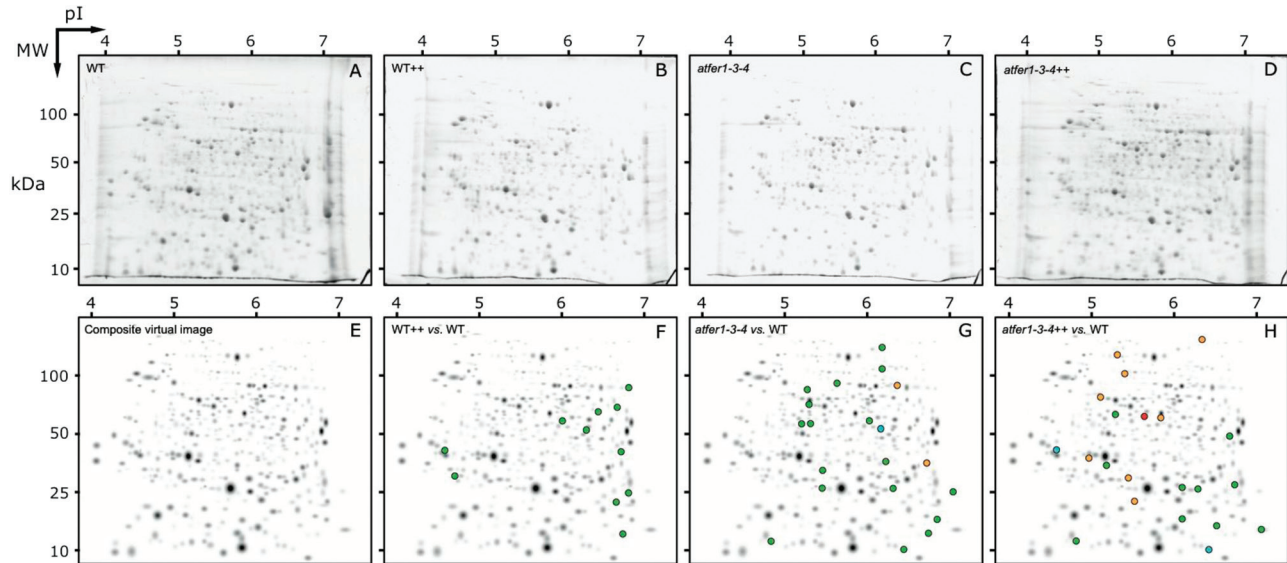 pI
MW
4 5 6 7 4 5 6 7 4 5 6 7 4 5 6 7
WT A WT++ B atfer1-3-4 C atfer1-3-4++ D
100
50
kDa
25
10
4 5 6 7 4 5 6 7 4 5 6 7 4 5 6 7
Composite virtual image E WT++ vs. WT F atfer1-3-4 vs. WT G atfer1-3-4++ vs. WT H
100
50
25
10